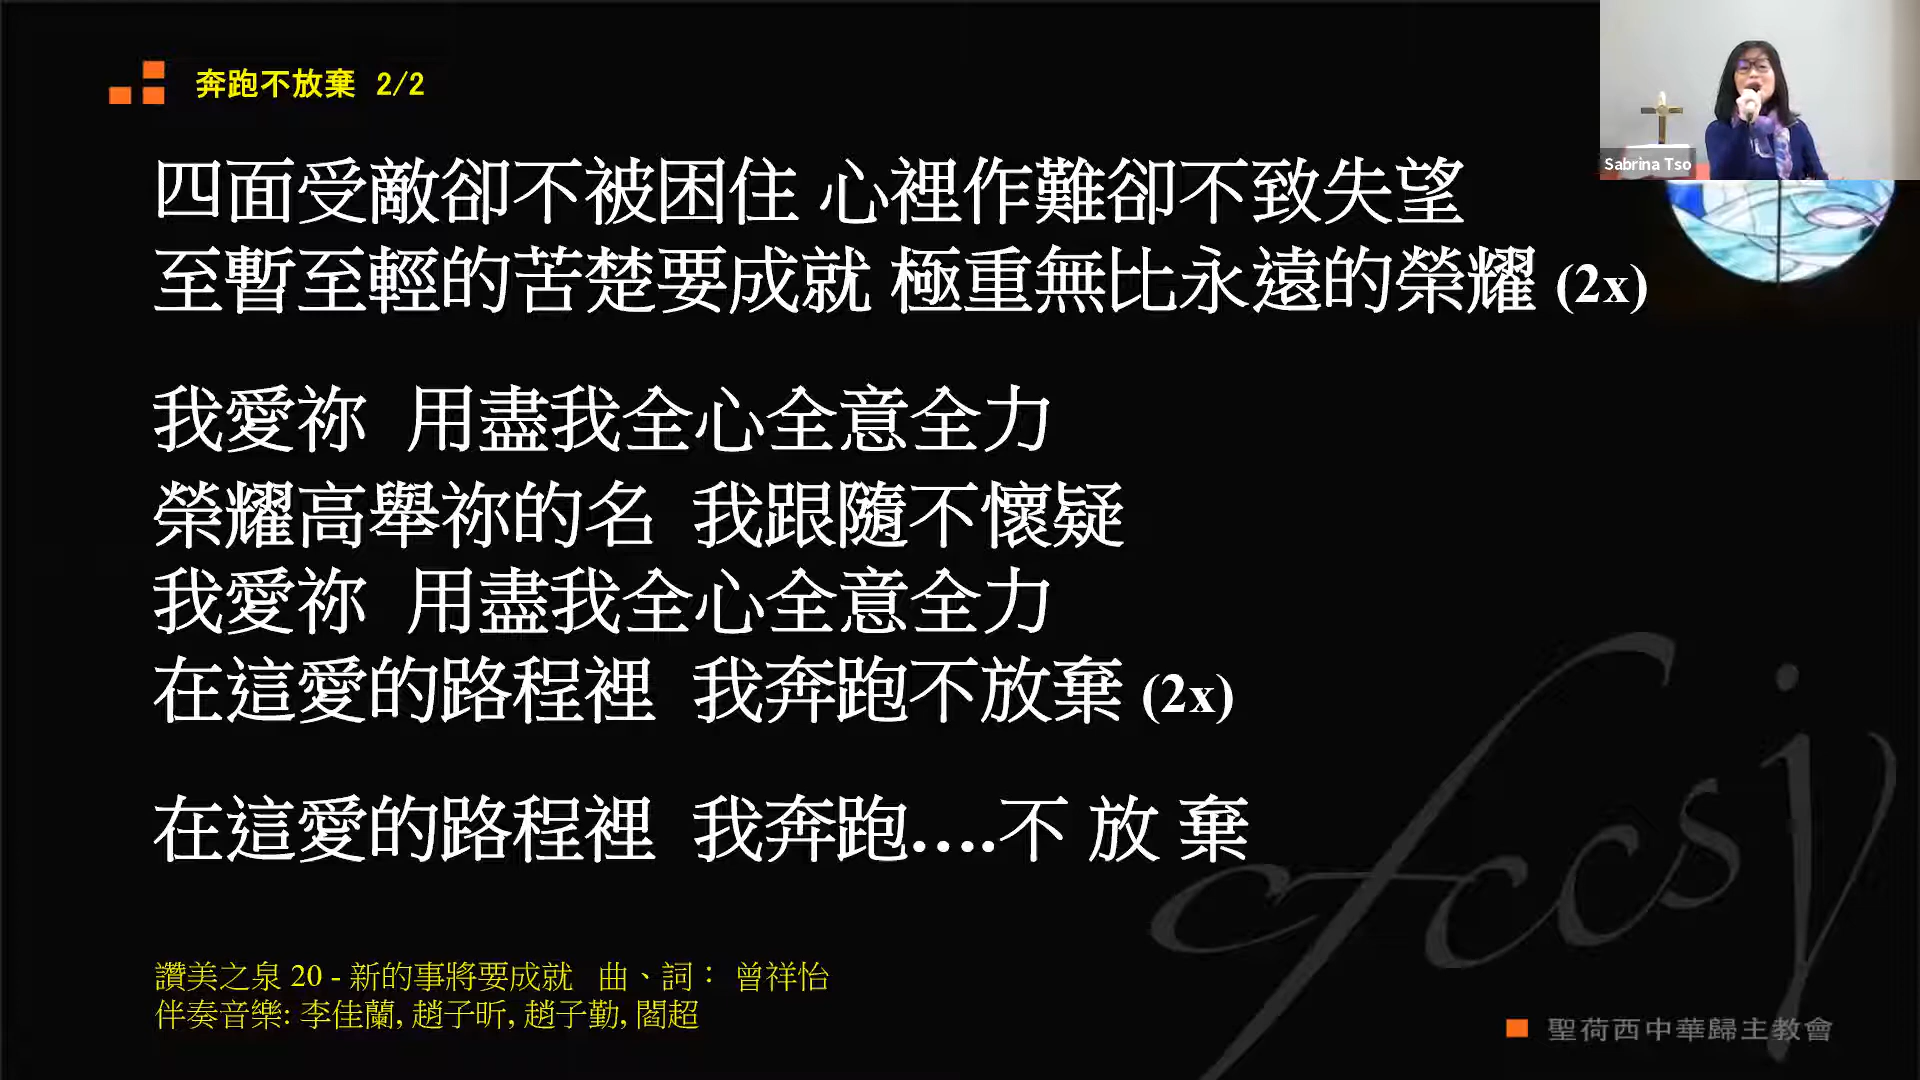 奔跑不放棄 2/2
Sabrina Tso
四面受敵卻不被困住 心裡作難卻不致失望
至暫至輕的苦楚要成就 極重無比永遠的榮耀 (2x)
我愛祢 用盡我全心全意全力
榮耀高舉祢的名 我跟隨不懷疑
我愛祢 用盡我全心全意全力
在這愛的路程裡 我奔跑不放棄 (2x)
在這愛的路程裡 我奔跑....不 放 棄
讚美之泉 20 - 新的事將要成就 曲、詞： 曾祥怡
伴奏音樂: 李佳蘭, 趙子昕, 趙子勤, 閻超
cfccsj
聖荷西中華歸主教會